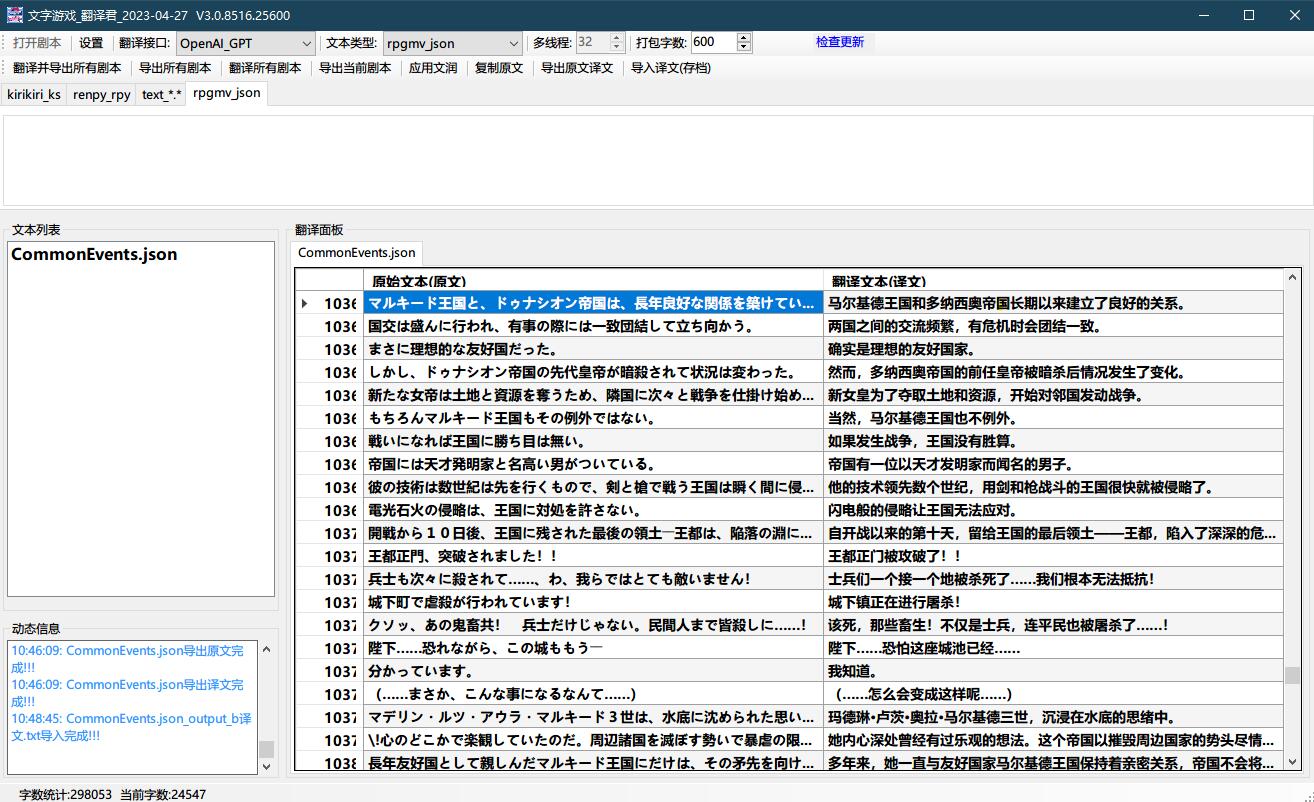 文字游戏_翻译君_2023-04-27 V3.0.8516.25600
打开剧本 设置 翻译接口: OpenAI_GPT 文本类型: rpgmv_json 多线程: 32 打包字数: 600 检查更新
翻译并导出所有剧本 导出所有剧本 翻译所有剧本 导出当前剧本 应用文润 复制原文 导出原文译文 导入译文(存档)
kirikiri_ks renpy_rpy text_*.* rpgmv_json
文本列表
CommonEvents.json
翻译面板
CommonEvents.json
原始文本(原文) 翻译文本(译文)
1036 マルキード王国と、ドゥナシオン帝国は、長年良好な関係を築けてい... 马尔基德王国和多纳西奥帝国长期以来建立了良好的关系。
1036 国交は盛んに行われ、有事の際には一致団結して立ち向かう。 两国之间的交流频繁，有危机时会团结一致。
1036 まさに理想的な友好国だった。 确实是理想的友好国家。
1036 しかし、ドゥナシオン帝国の先代皇帝が暗殺されて状況は変わった。 然而，多纳西奥帝国的前任皇帝被暗杀后情况发生了变化。
1036 新たな女帝は土地と資源を奪うため、隣国に次々と戦争を仕掛け始め... 新女皇为了夺取土地和资源，开始对邻国发动战争。
1036 もちろんマルキード王国もその例外ではない。 当然，马尔基德王国也不例外。
1036 戦いになれば王国に勝ち目は無い。 如果发生战争，王国没有胜算。
1036 帝国には天才発明家と名高い男がついている。 帝国有一位以天才发明家而闻名的男子。
1036 彼の技術は数世紀は先を行くもので、剣と槍で戦う王国は瞬く間に侵... 他的技术领先数个世纪，用剑和枪战斗的王国很快就被侵略了。
1036 電光石火の侵略は、王国に対処を許さない。 闪电般的侵略让王国无法应对。
1037 開戦から１０日後、王国に残された最後の領土―王都は、陥落の淵に... 自开战以来的第十天，留给王国的最后领土——王都，陷入了深深的危...
1037 王都正門、突破されました！！ 王都正门被攻破了！！
1037 兵士も次々に殺されて……、わ、我らではとても敵いません！ 士兵们一个接一个地被杀死了……我们根本无法抵抗！
1037 城下町で虐殺が行われています！ 城下镇正在进行屠杀！
1037 クソッ、あの鬼畜共！　兵士だけじゃない。民間人まで皆殺しに……！ 该死，那些畜生！不仅是士兵，连平民也被屠杀了……！
1037 陛下……恐れながら、この城ももう― 陛下……恐怕这座城池已经……
1037 分かっています。 我知道。
1037 （……まさか、こんな事になるなんて……） （……怎么会变成这样呢……）
1037 マデリン・ルツ・アウラ・マルキード３世は、水底に沈められた思い... 玛德琳•卢茨•奥拉•马尔基德三世，沉浸在水底的思绪中。
1037 \!心のどこかで楽観していたのだ。周辺諸国を滅ぼす勢いで暴虐の限... 她内心深处曾经有过乐观的想法。这个帝国以摧毁周边国家的势头尽情...
1038 長年友好国として親しんだマルキード王国にだけは、その矛先を向け... 多年来，她一直与友好国家马尔基德王国保持着亲密关系，帝国不会将...
动态信息
10:46:09: CommonEvents.json导出原文完
成!!!
10:46:09: CommonEvents.json导出译文完
成!!!
10:48:45: CommonEvents.json_output_b译
文.txt导入完成!!!
字数统计:298053 当前字数:24547